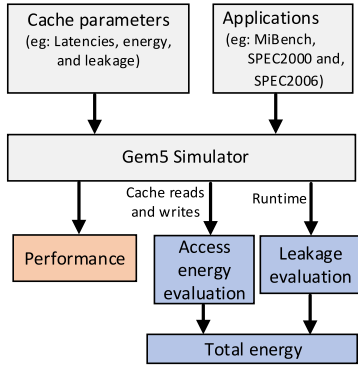 Cache parameters
(eg: Latencies, energy,
and leakage)
Applications
(eg: MiBench,
SPEC2000 and,
SPEC2006)
Gem5 Simulator
Cache reads
and writes
Runtime
Performance
Access
energy
evaluation
Leakage
evaluation
Total energy